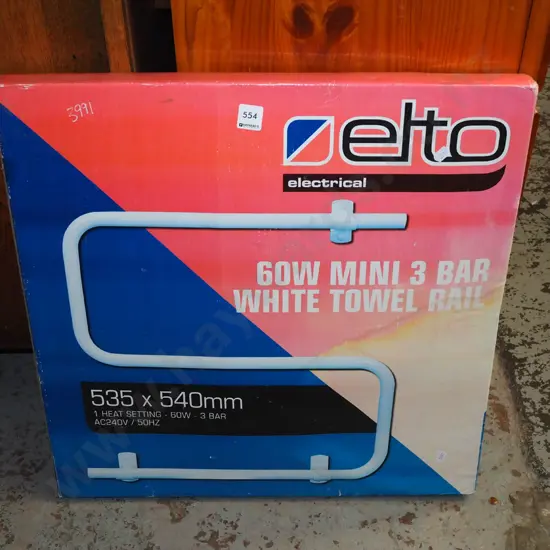 3991
554
elto
electrical
60W MINI 3 BAR
WHITE TOWEL RAIL
535 x 540mm
1 HEAT SETTING - 60W - 3 BAR
AC240V / 50HZ